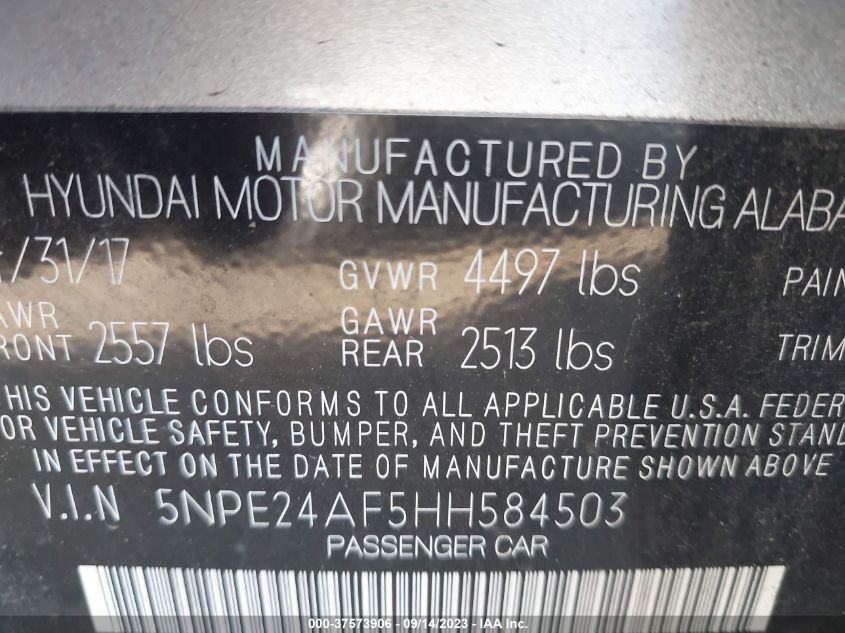 MANUFACTURED BY
HYUNDAI MOTOR MANUFACTURING ALABA
/31/17 GVWR 4497 lbs PAIN
AWR GAWR
RONT 2557 lbs REAR 2513 lbs TRIM
HIS VEHICLE CONFORMS TO ALL APPLICABLE U.S.A. FEDER
OR VEHICLE SAFETY, BUMPER, AND THEFT PREVENTION STAND
IN EFFECT ON THE DATE OF MANUFACTURE SHOWN ABOVE
V.I.N 5NPE24AF5HH584503
PASSENGER CAR
000-37573906 - 09/14/2023 - IAA Inc.